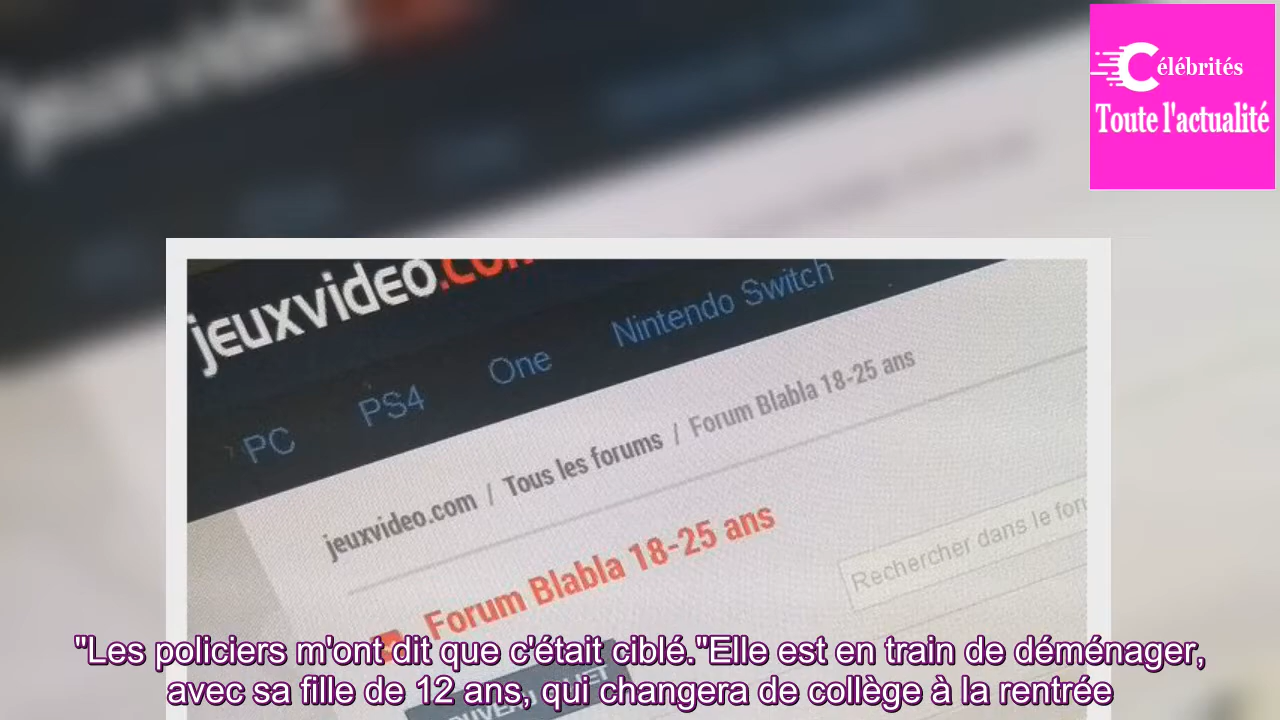 Célébrités
Toute l'actualité
jeuxvideo.com
PC PS4 One Nintendo Switch
jeuxvideo.com / Tous les forums / Forum Blabla 18-25 ans
Forum Blabla 18-25 ans
Rechercher dans le
"Les policiers m'ont dit que c'était ciblé."Elle est en train de déménager,
avec sa fille de 12 ans, qui changera de collège à la rentrée